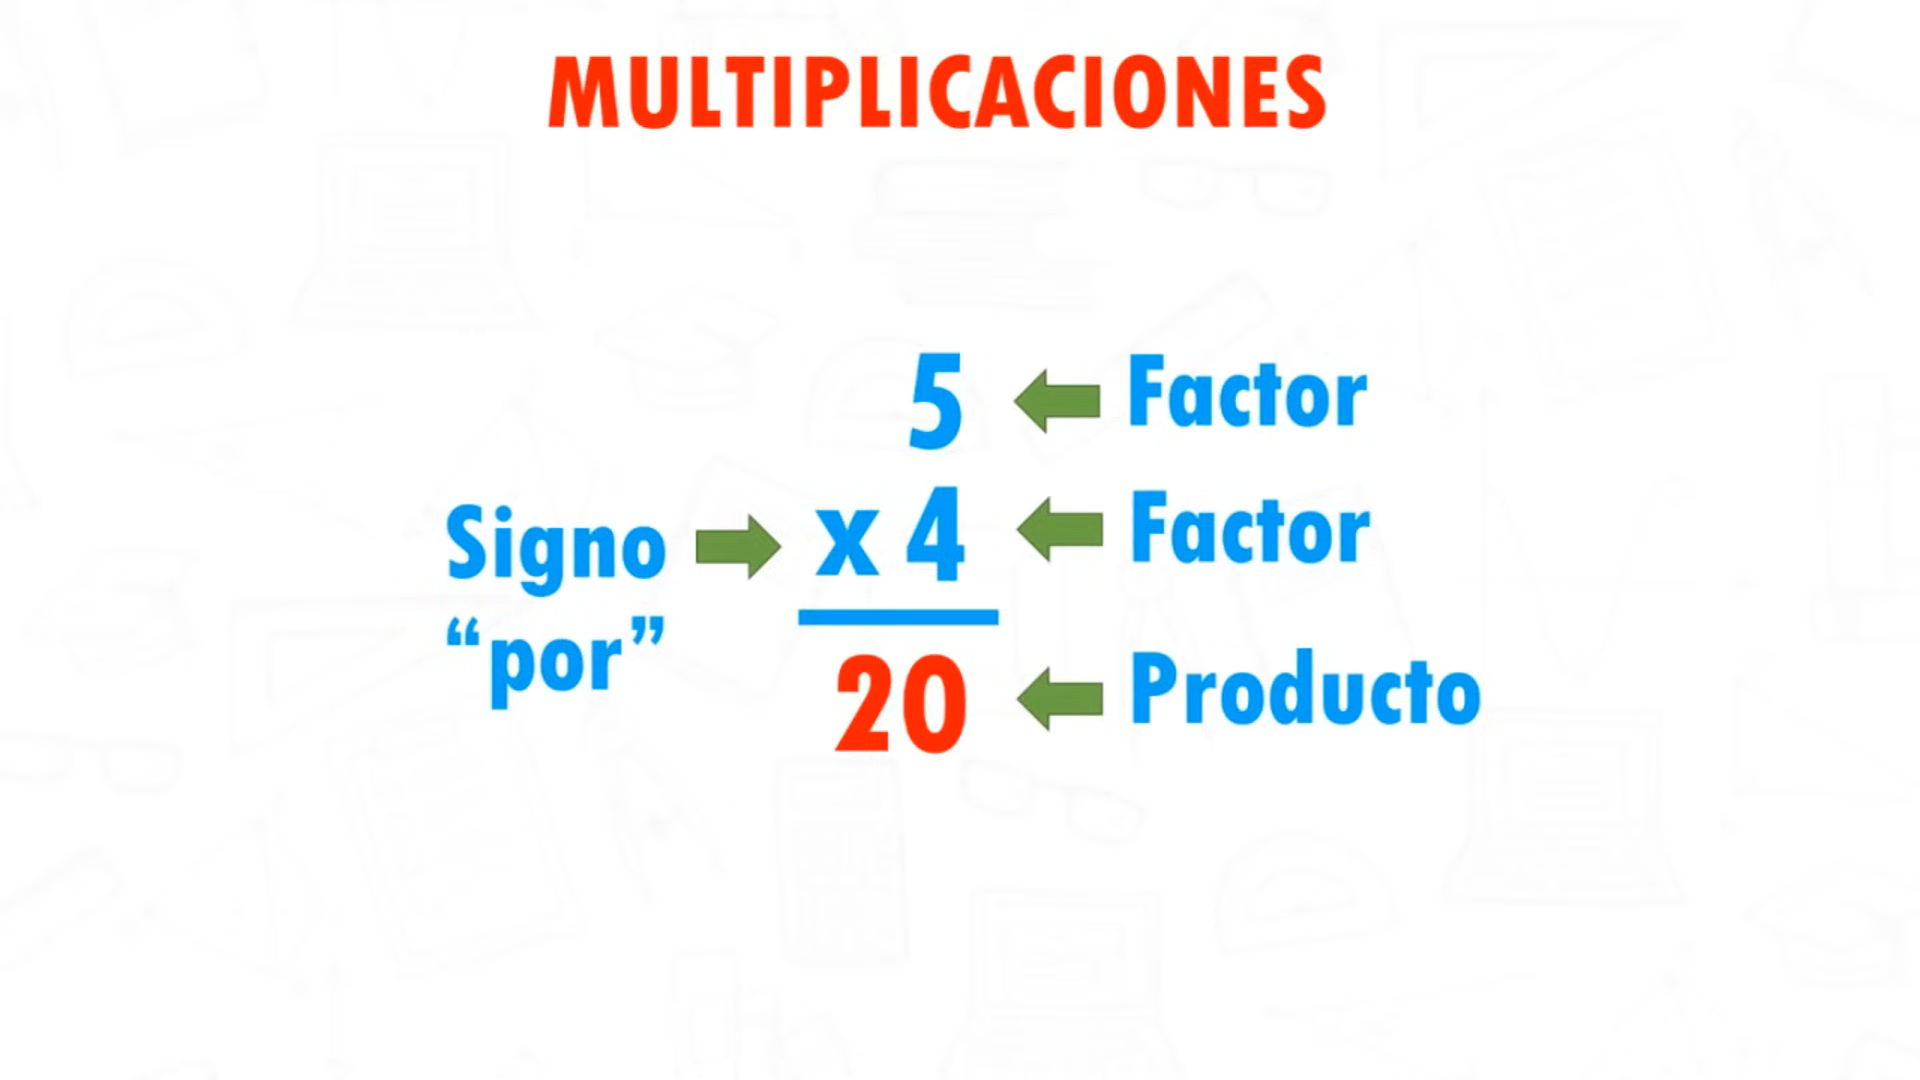 MULTIPLICACIONES
5 Factor
Signo x 4 Factor
“por”
20 Producto